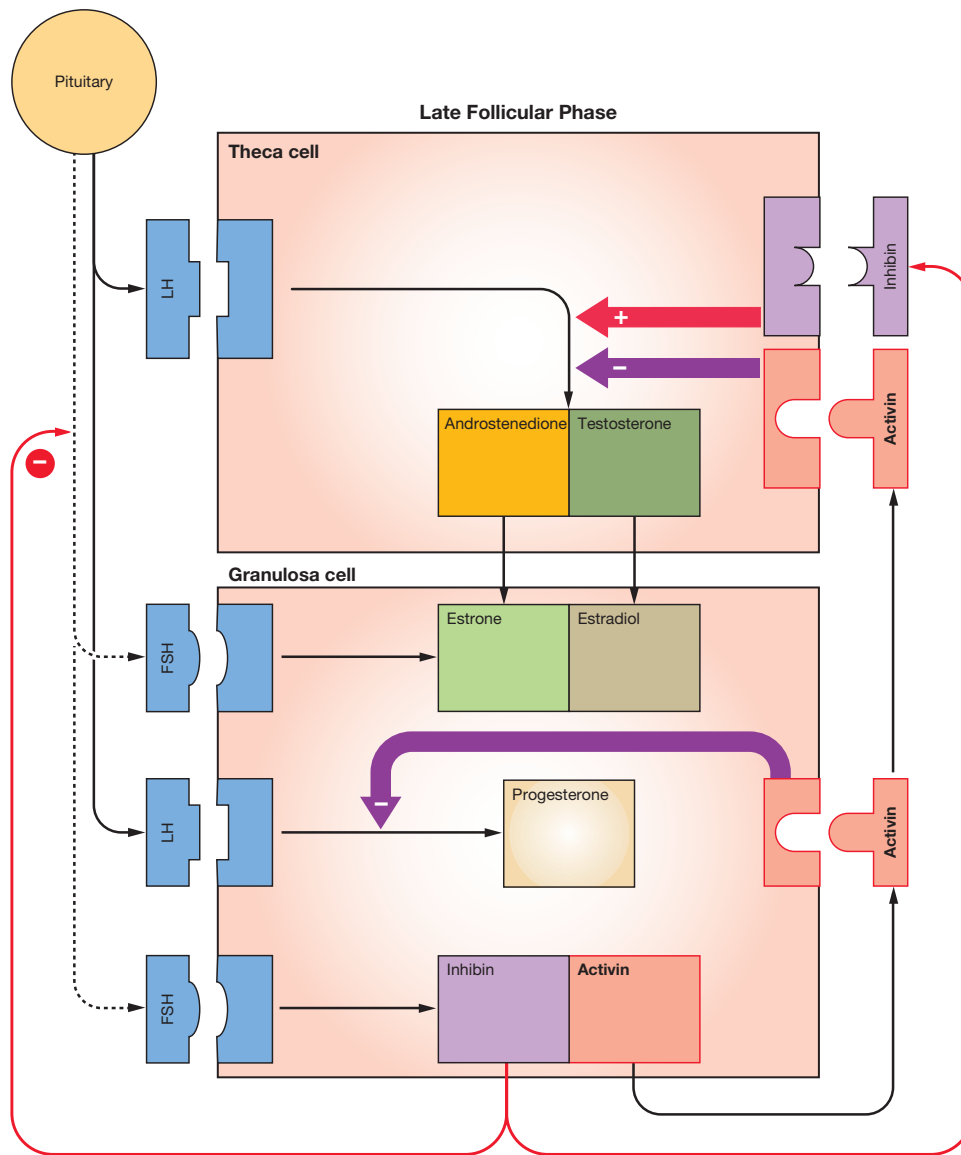 Pituitary
Late Follicular Phase
Theca cell
LH
Inhibin
+
−
Androstenedione
Testosterone
Activin
−
Granulosa cell
FSH
Estrone
Estradiol
−
LH
Progesterone
Activin
FSH
Inhibin
Activin